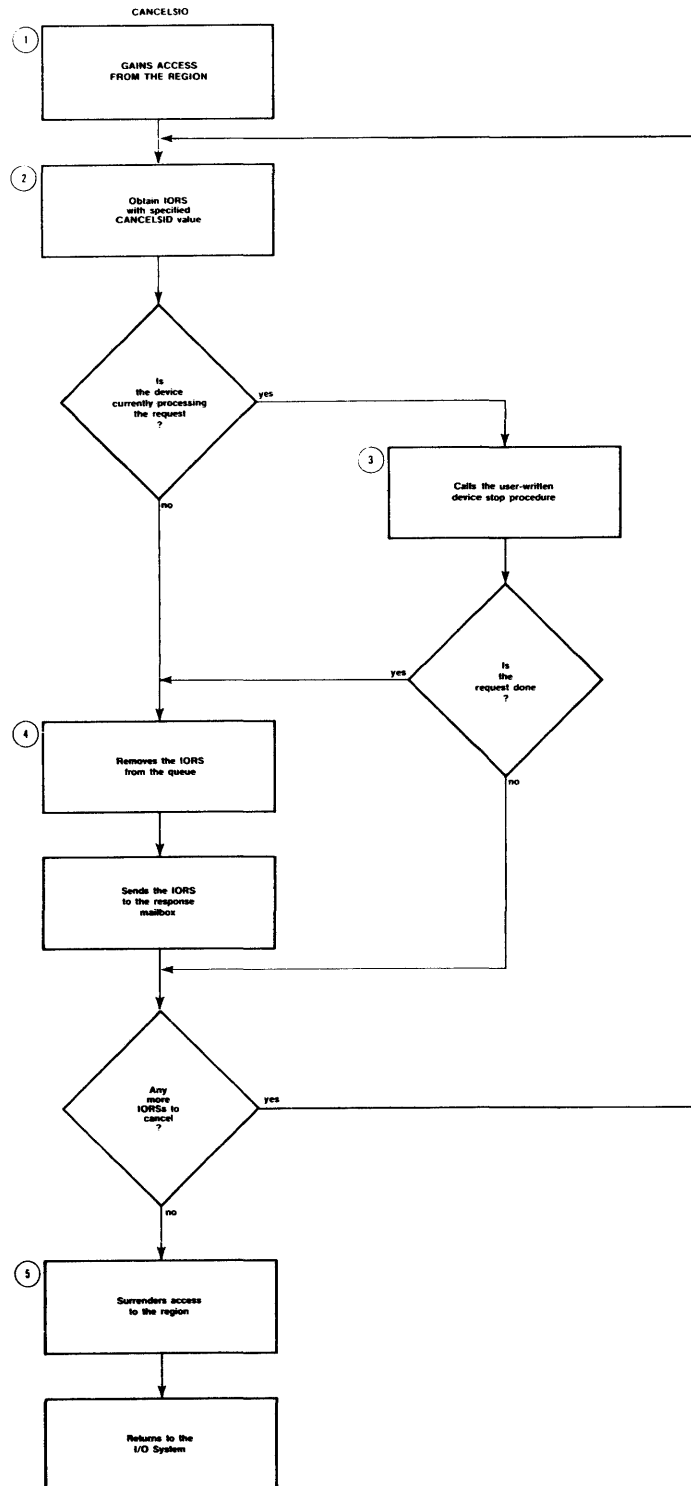 CANCELSIO
1
GAINS ACCESS
FROM THE REGION
2
Obtain IORS
with specified
CANCELSID value
Is
the device
currently processing
the request
?
yes
no
3
Calls the user-written
device stop procedure
Is
the
request done
?
yes
no
4
Removes the IORS
from the queue
Sends the IORS
to the response
mailbox
Any
more
IORSs to
cancel
?
yes
no
5
Surrenders access
to the region
Returns to the
I/O System